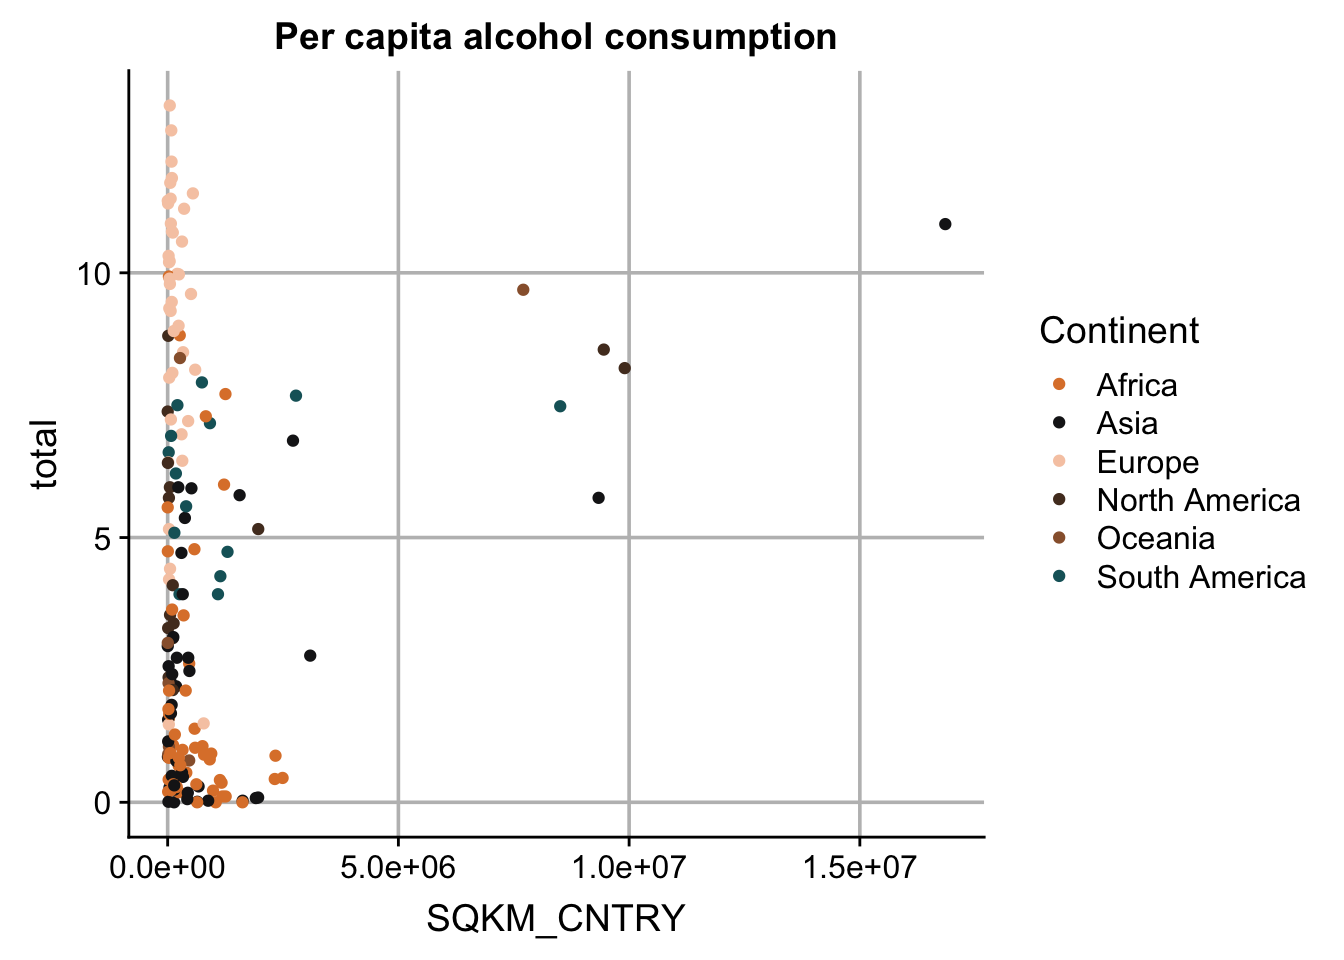 Per capita alcohol consumption
10
5
0
total
0.0e+00 5.0e+06 1.0e+07 1.5e+07
SQKM_CNTRY
Continent
Africa
Asia
Europe
North America
Oceania
South America